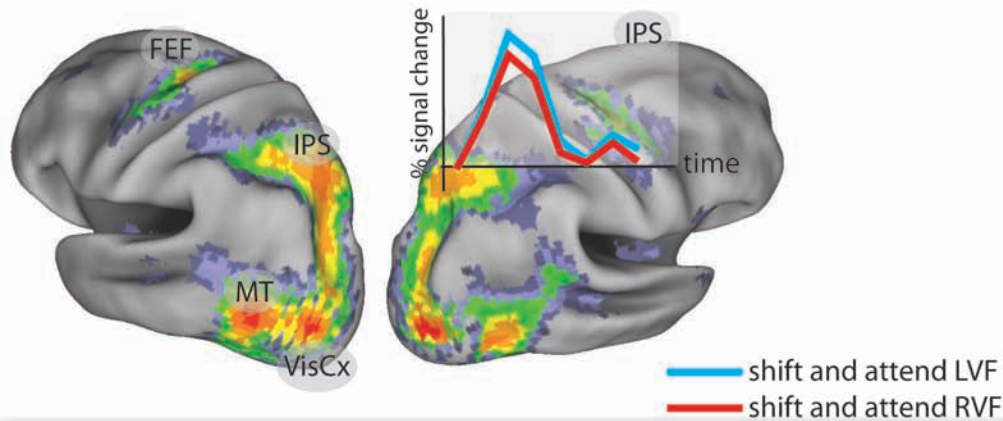 FEF
IPS
MT
VisCx
% signal change
IPS
time
shift and attend LVF
shift and attend RVF